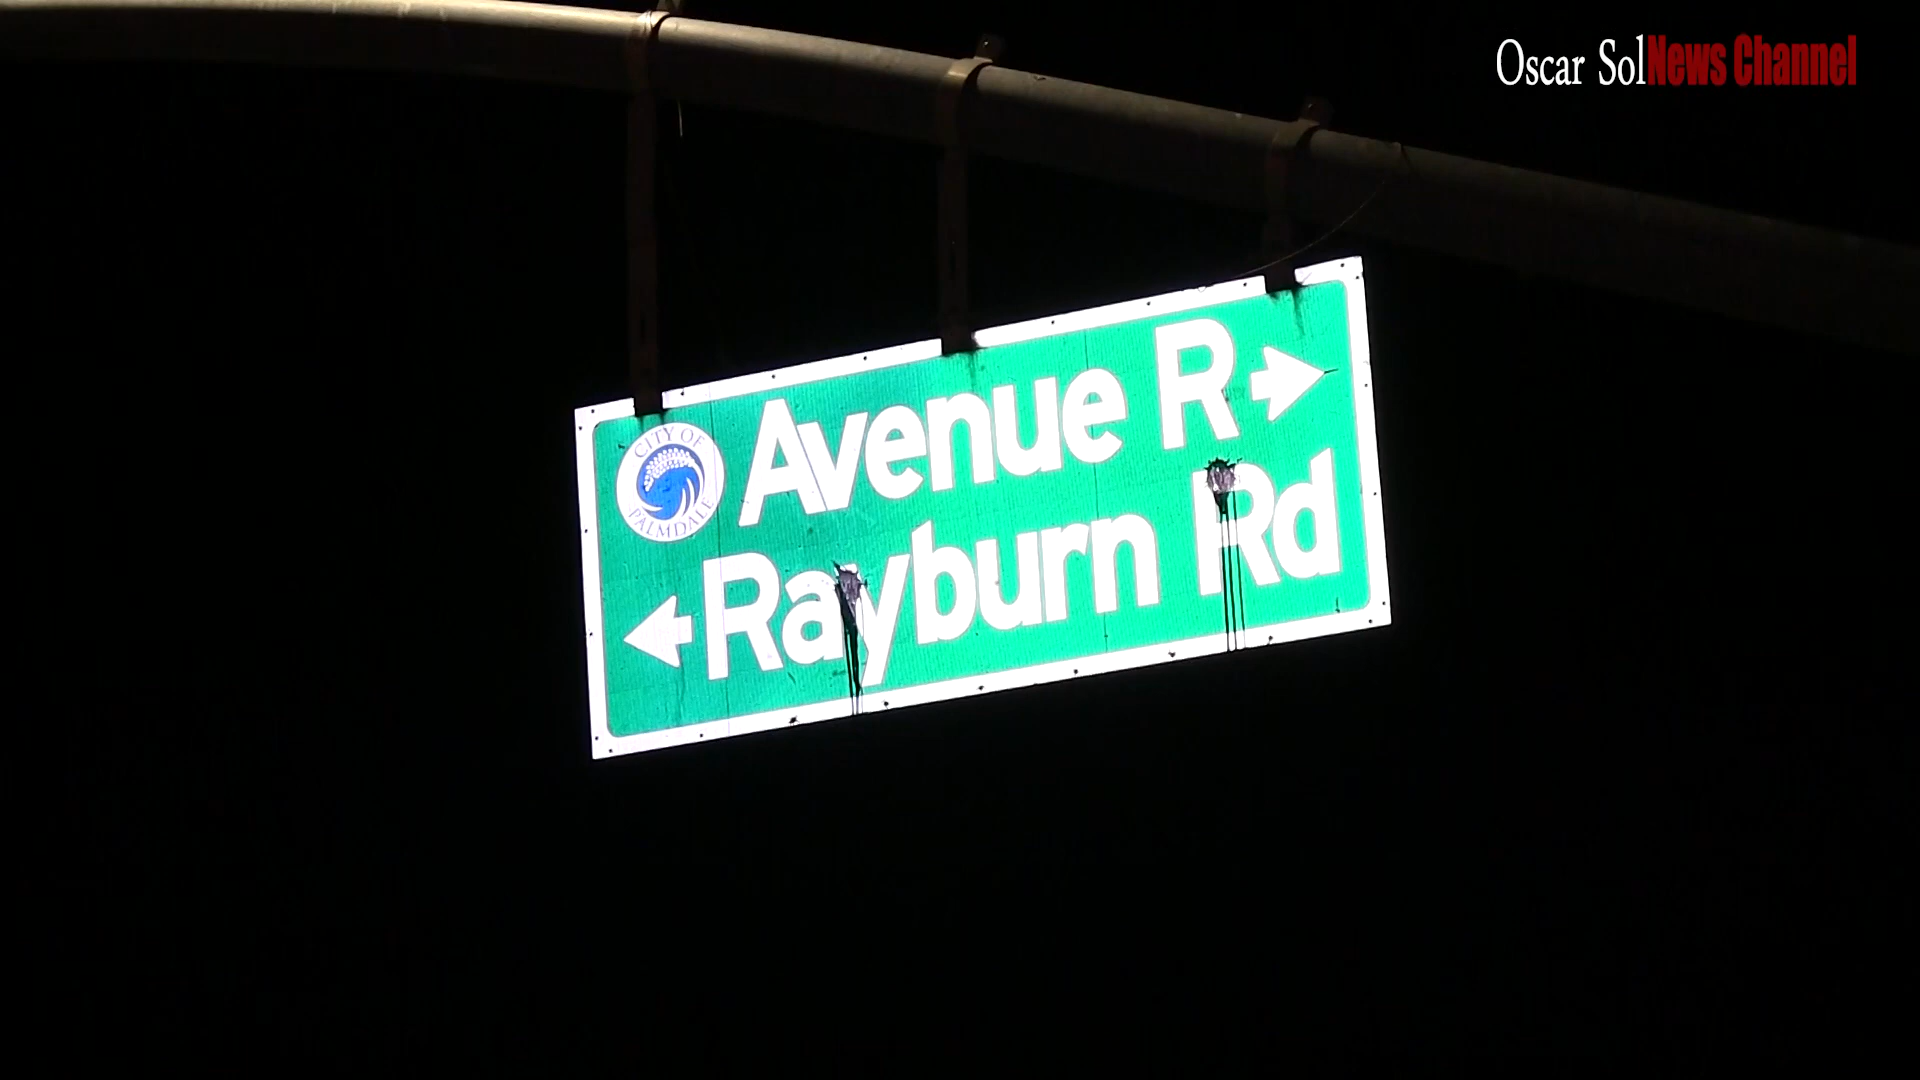 Oscar Sol News Channel
CITY OF
PALMDALE
Avenue R
Rayburn Rd